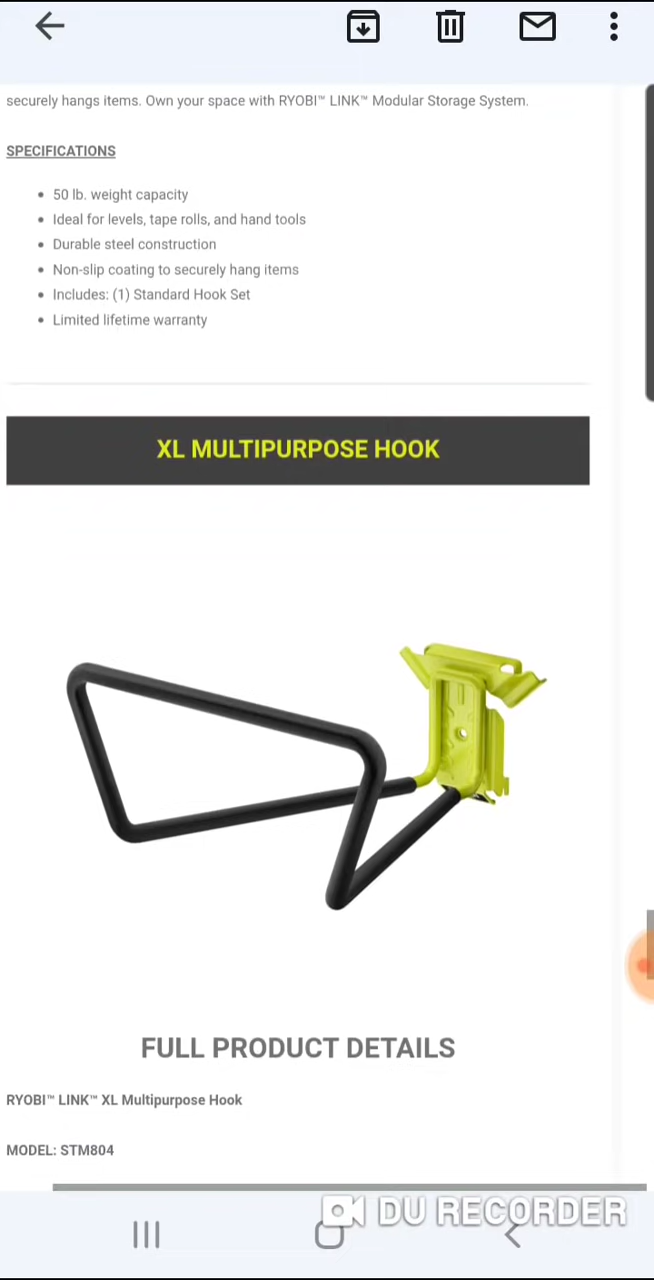 securely hangs items. Own your space with RYOBI™ LINK™ Modular Storage System.
SPECIFICATIONS
• 50 lb. weight capacity
• Ideal for levels, tape rolls, and hand tools
• Durable steel construction
• Non-slip coating to securely hang items
• Includes: (1) Standard Hook Set
• Limited lifetime warranty
XL MULTIPURPOSE HOOK
FULL PRODUCT DETAILS
RYOBI™ LINK™ XL Multipurpose Hook
MODEL: STM804
DU RECORDER